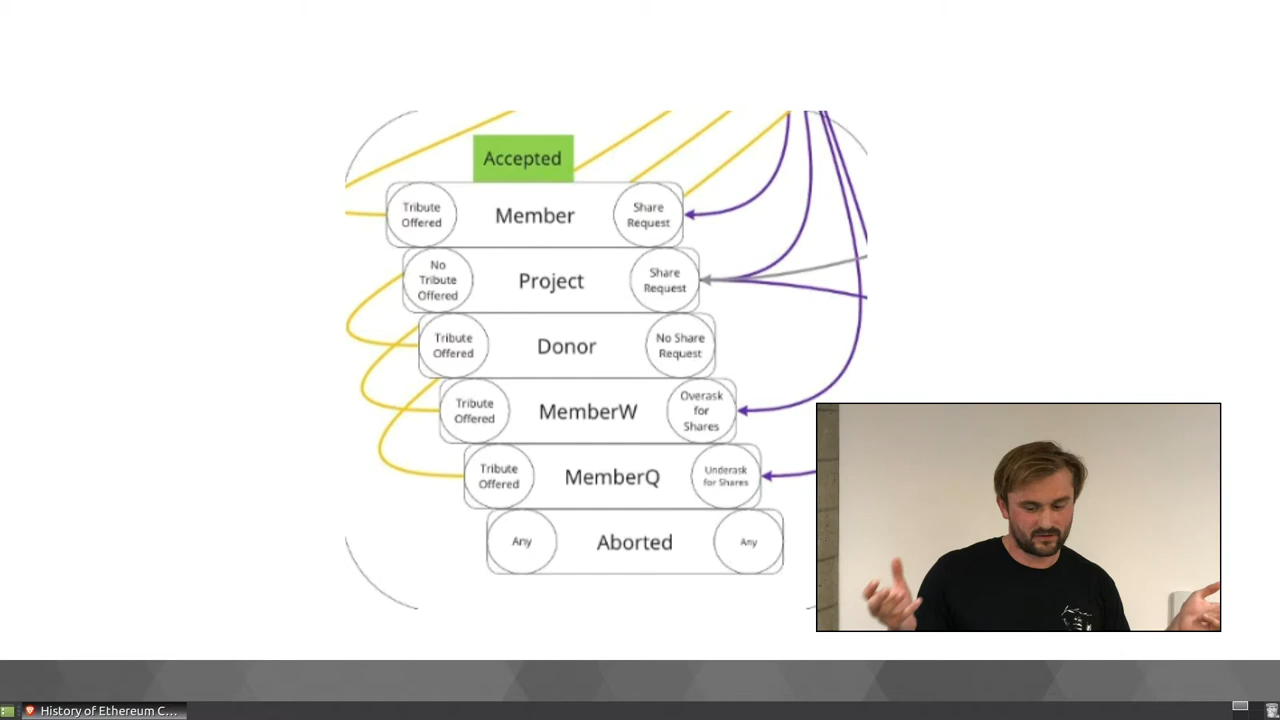 Accepted
Tribute
Offered
Member
Share
Request
No
Tribute
Offered
Project
Share
Request
Tribute
Offered
Donor
No Share
Request
Tribute
Offered
MemberW
Overask
for
Shares
Tribute
Offered
MemberQ
Underask
for Shares
Any
Aborted
Any
History of Ethereum C...